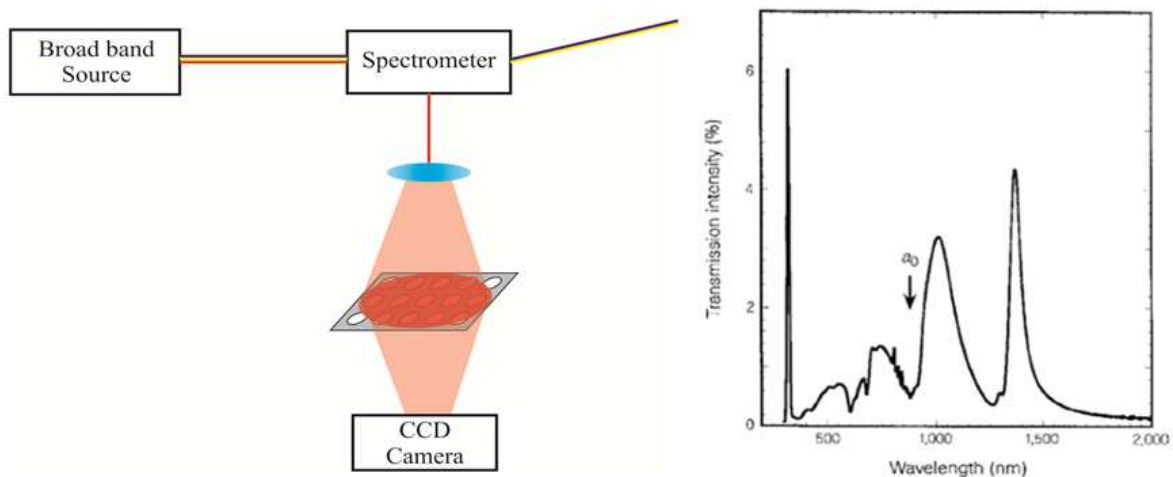 Broad band
Source
Spectrometer
CCD
Camera
Transmission intensity (%)
6
4
2
0
a₀
500
1,000
1,500
2,000
Wavelength (nm)